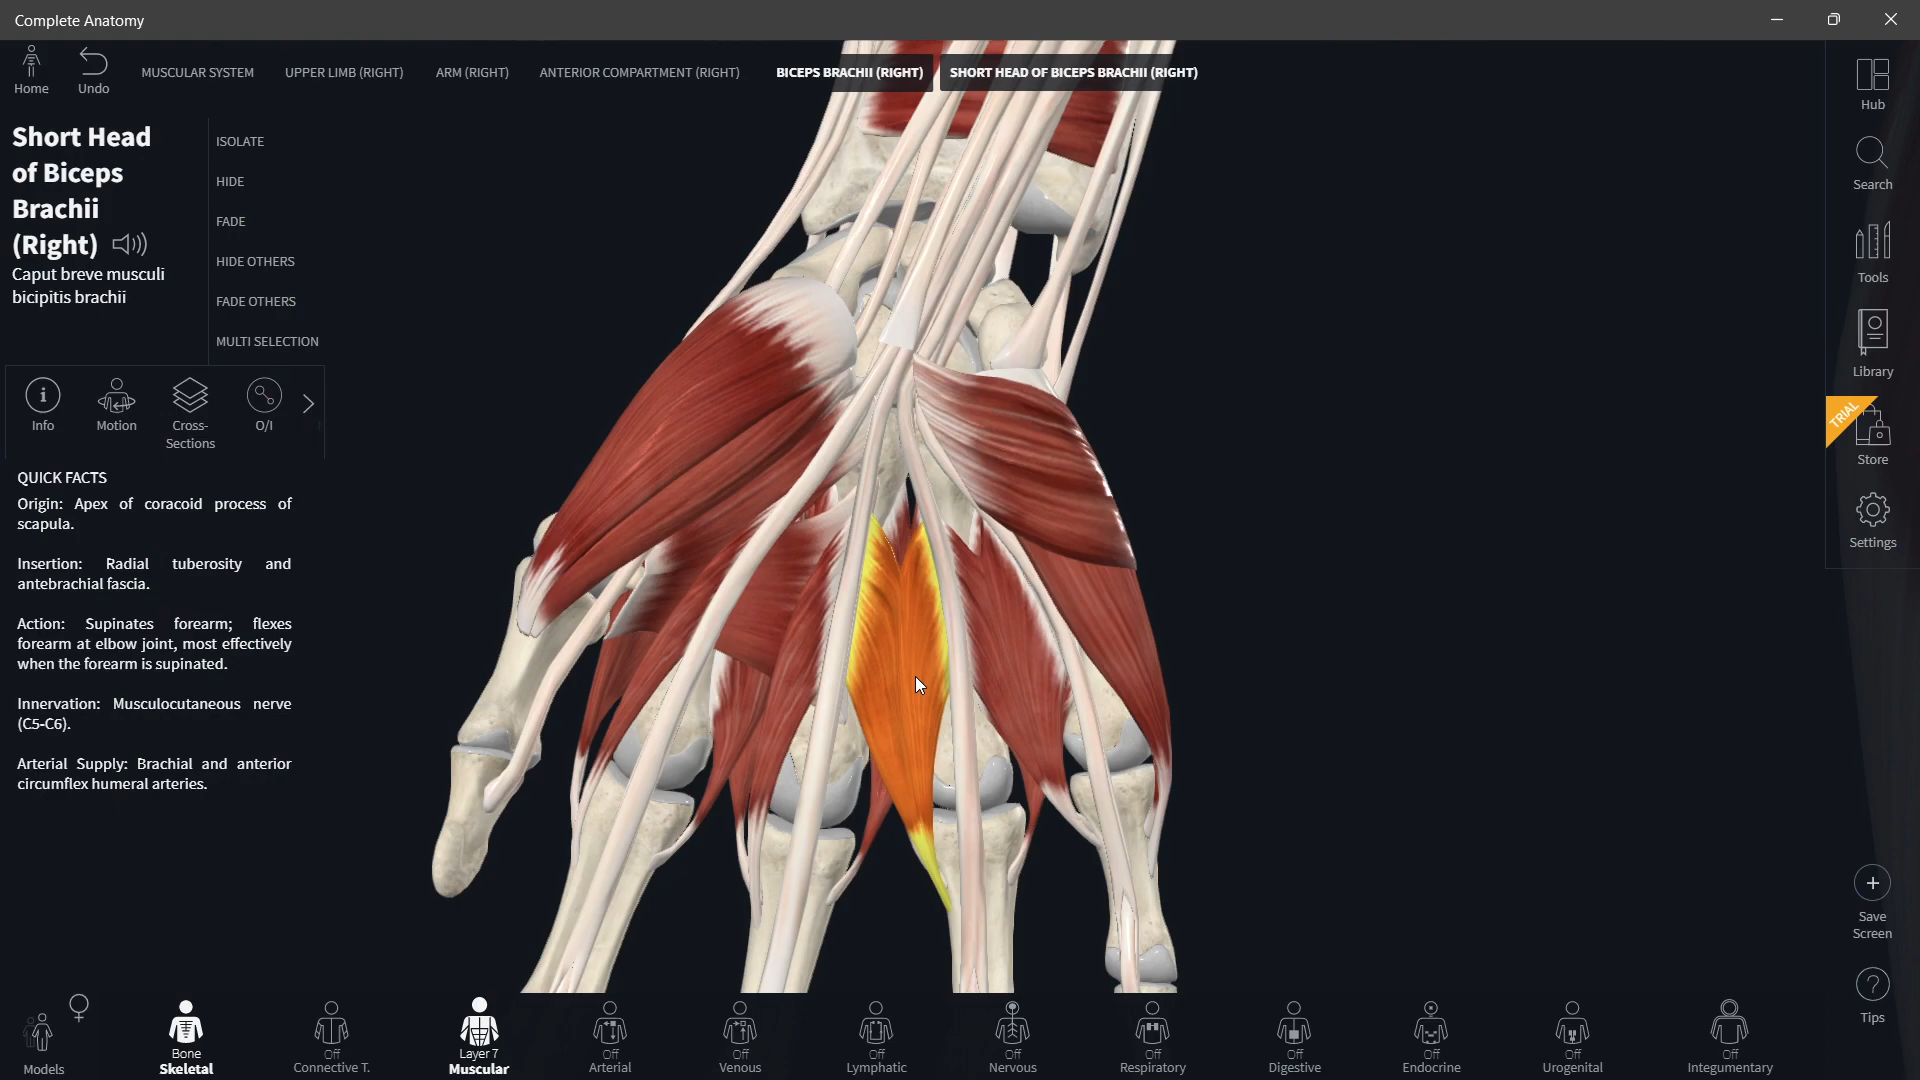 Complete Anatomy
Home
Undo
MUSCULAR SYSTEM
UPPER LIMB (RIGHT)
ARM (RIGHT)
ANTERIOR COMPARTMENT (RIGHT)
BICEPS BRACHII (RIGHT)
SHORT HEAD OF BICEPS BRACHII (RIGHT)
Short Head
of Biceps
Brachii
(Right)
Caput breve musculi
bicipitis brachii
ISOLATE
HIDE
FADE
HIDE OTHERS
FADE OTHERS
MULTI SELECTION
Info
Motion
Cross-
Sections
O/I
QUICK FACTS
Origin: Apex of coracoid process of
scapula.
Insertion: Radial tuberosity and
antebrachial fascia.
Action: Supinates forearm; flexes
forearm at elbow joint, most effectively
when the forearm is supinated.
Innervation: Musculocutaneous nerve
(C5-C6).
Arterial Supply: Brachial and anterior
circumflex humeral arteries.
Hub
Search
Tools
Library
TRIAL
Store
Settings
Save
Screen
Tips
Models
Bone
Skeletal
Off
Connective T.
Layer 7
Muscular
Off
Arterial
Off
Venous
Off
Lymphatic
Off
Nervous
Off
Respiratory
Off
Digestive
Off
Endocrine
Off
Urogenital
Off
Integumentary